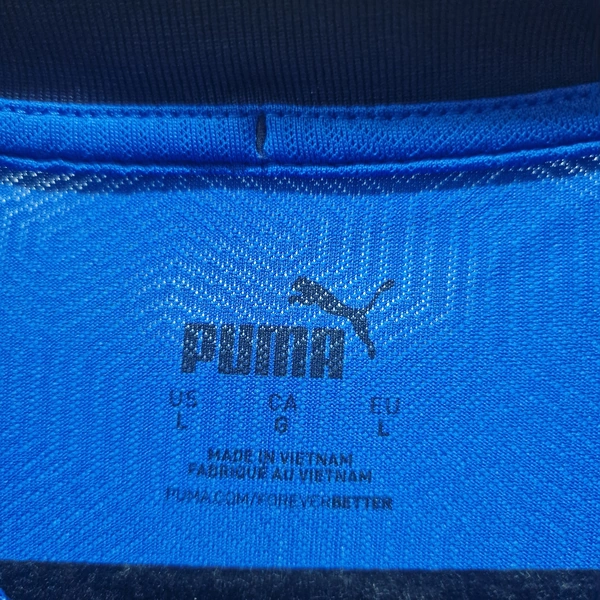 PUMA
US CA EU
L G L
MADE IN VIETNAM
FABRIQUÉ AU VIETNAM
PUMA.COM/FOREVERBETTER